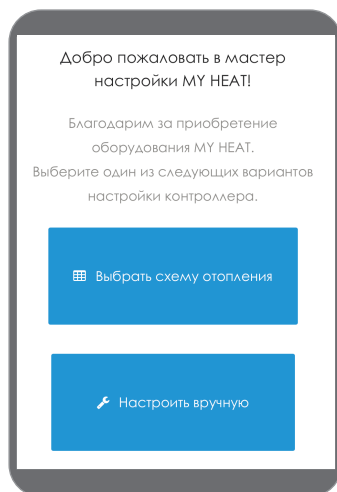 Добро пожаловать в мастер
настройки MY HEAT!
Благодарим за приобретение
оборудования MY HEAT.
Выберите один из следующих вариантов
настройки контроллера.
Выбрать схему отопления
Настроить вручную